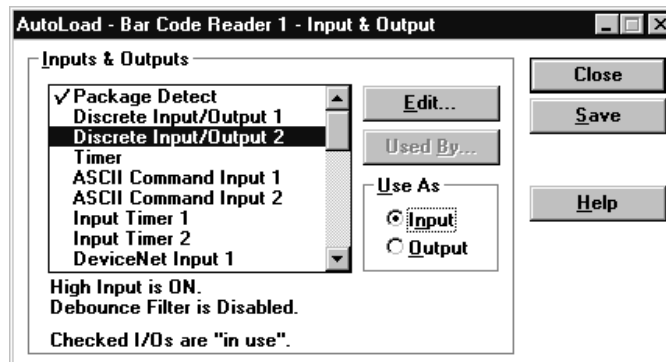 AutoLoad - Bar Code Reader 1 - Input & Output
Inputs & Outputs
✓ Package Detect
Discrete Input/Output 1
Discrete Input/Output 2
Timer
ASCII Command Input 1
ASCII Command Input 2
Input Timer 1
Input Timer 2
DeviceNet Input 1
High Input is ON.
Debounce Filter is Disabled.
Checked I/Os are "in use".
Edit...
Used By...
Use As
Input
Output
Close
Save
Help